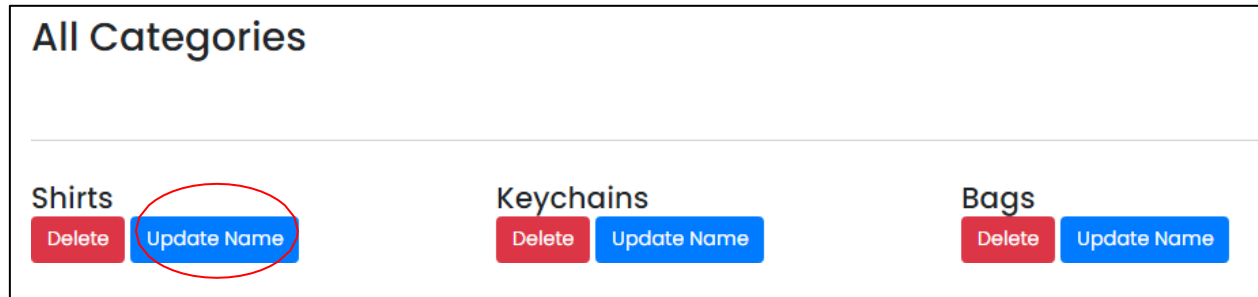 All Categories
Shirts Keychains Bags
Delete Update Name Delete Update Name Delete Update Name